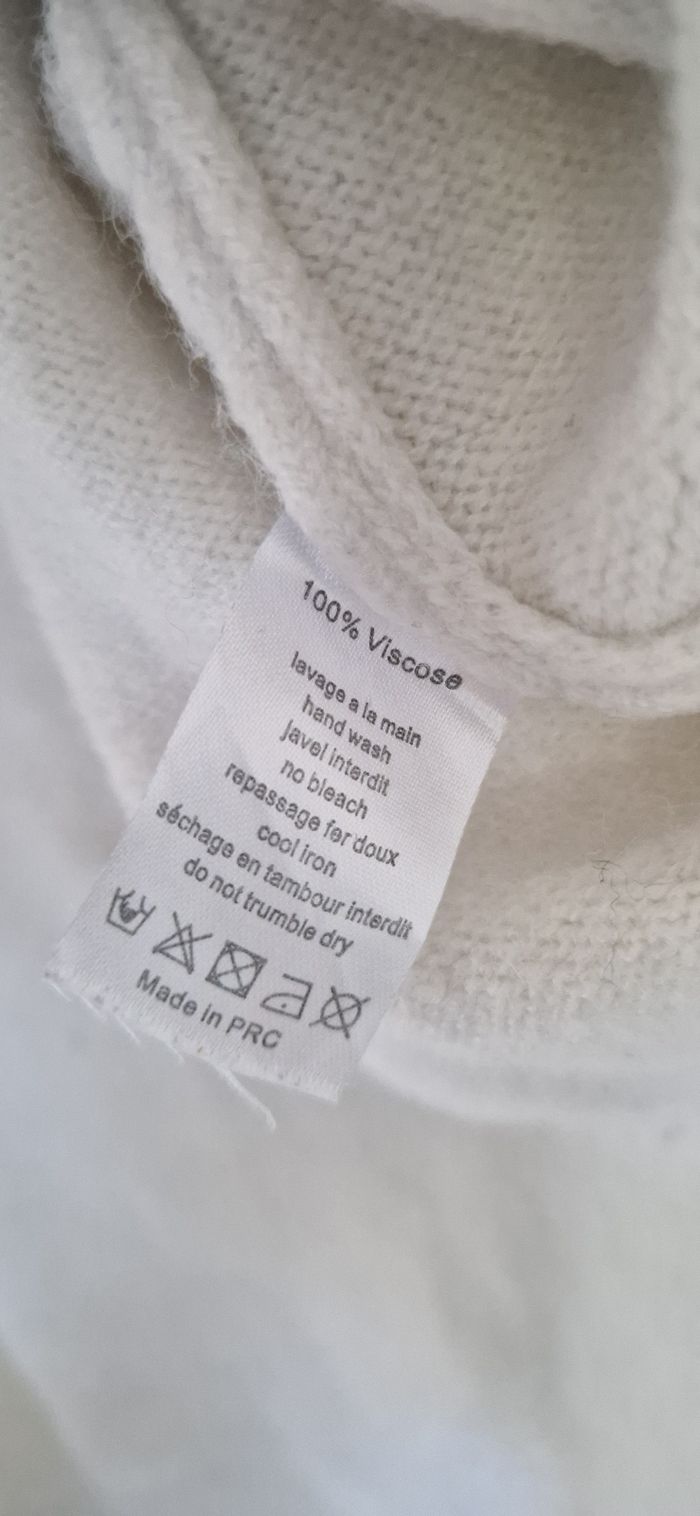 100% Viscose
lavage a la main
hand wash
javel interdit
no bleach
repassage fer doux
cool iron
séchage en tambour interdit
do not trumble dry
Made in PRC